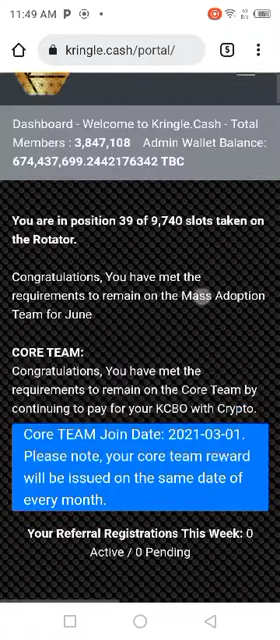 11:49 AM P
86
kringle.cash/portal/
5
Dashboard - Welcome to Kringle.Cash - Total
Members : 3,847,108 Admin Wallet Balance:
674,437,699.2442176342 TBC
You are in position 39 of 9,740 slots taken on
the Rotator.
Congratulations, You have met the
requirements to remain on the Mass Adoption
Team for June
CORE TEAM:
Congratulations, You have met the
requirements to remain on the Core Team by
continuing to pay for your KCBO with Crypto.
Core TEAM Join Date: 2021-03-01.
Please note, your core team reward
will be issued on the same date of
every month.
Your Referral Registrations This Week: 0
Active / 0 Pending